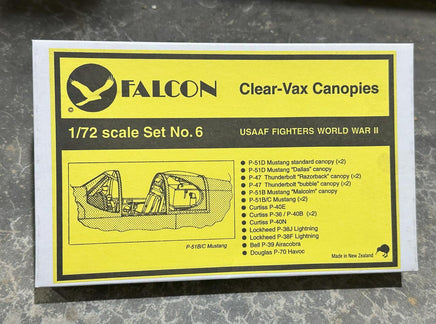 FALCON
Clear-Vax Canopies
©
1/72 scale Set No. 6
USAAF FIGHTERS WORLD WAR II
P-51D Mustang standard canopy (×2)
P-51D Mustang "Dallas" canopy
P-47 Thunderbolt "Razorback" canopy (×2)
P-47 Thunderbolt "bubble" canopy (×2)
P-51B Mustang "Malcolm" canopy
P-51B/C Mustang (×2)
Curtiss P-40E
Curtiss P-36 / P-40B (×2)
Curtiss P-40N
Lockheed P-38J Lightning
Lockheed P-38F Lightning
Bell P-39 Airacobra
Douglas P-70 Havoc
P-51B/C Mustang
Made in New Zealand